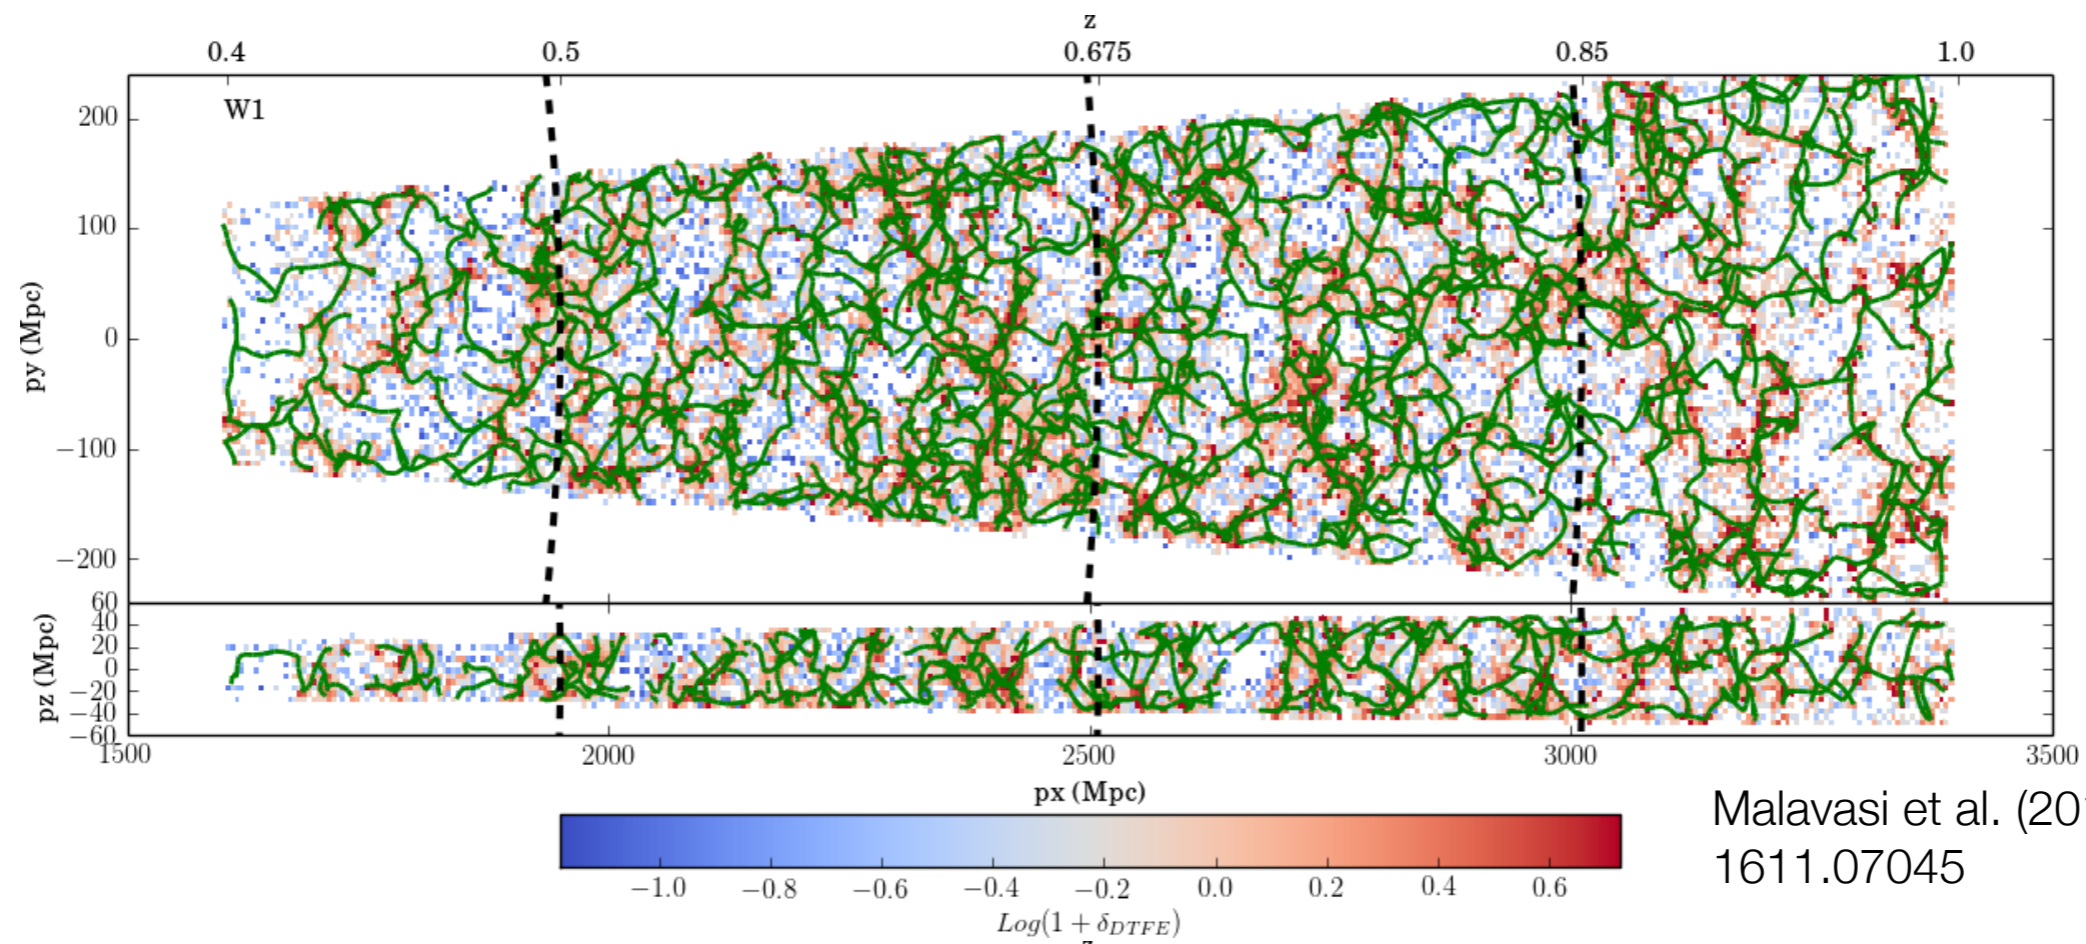 z
0.4 0.5 0.675 0.85 1.0
W1
200
100
0
−100
−200
py (Mpc)
60
40
20
0
−20
−40
−60
pz (Mpc)
1500 2000 2500 3000 3500
px (Mpc)
−1.0 −0.8 −0.6 −0.4 −0.2 0.0 0.2 0.4 0.6
Log(1 + δDTFE)
Malavasi et al. (20
1611.07045